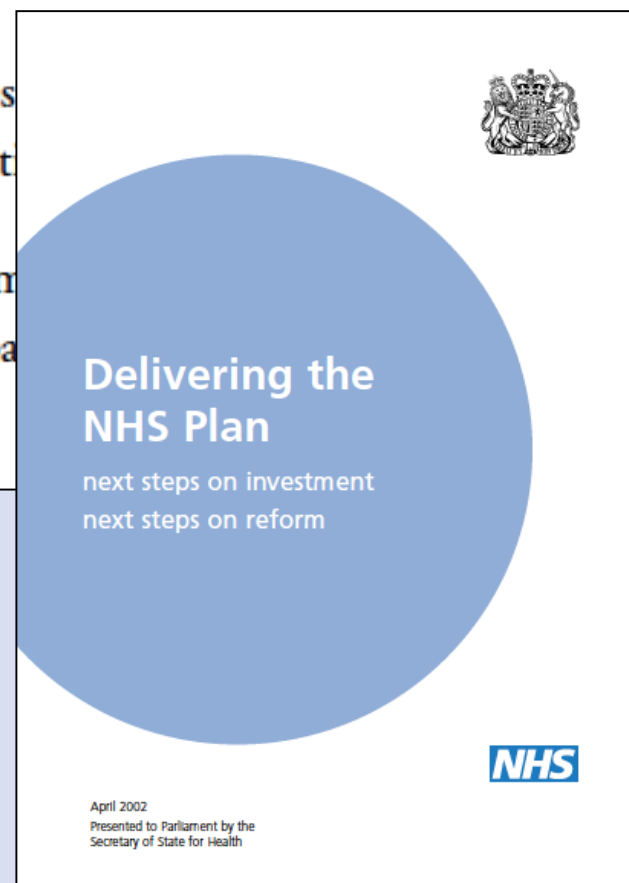 Delivering the
NHS Plan
next steps on investment
next steps on reform
NHS
April 2002
Presented to Parliament by the
Secretary of State for Health